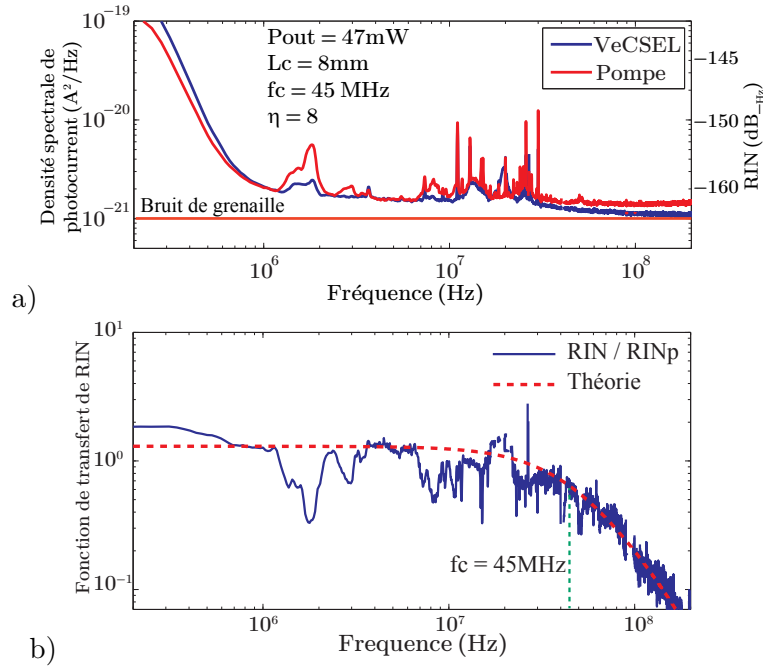 10⁻¹⁹
10⁻²⁰
10⁻²¹
Densité spectrale de
photocurrent (A²/Hz)
Pout = 47mW
Lc = 8mm
fc = 45 MHz
η = 8
VeCSEL
Pompe
Bruit de grenaille
−145
−150
−160
RIN (dB₋Hz)
10⁶ 10⁷ 10⁸
Fréquence (Hz)
a)
10¹
10⁰
10⁻¹
Fonction de transfert de RIN
RIN / RINp
Théorie
fc = 45MHz
10⁶ 10⁷ 10⁸
Frequence (Hz)
b)